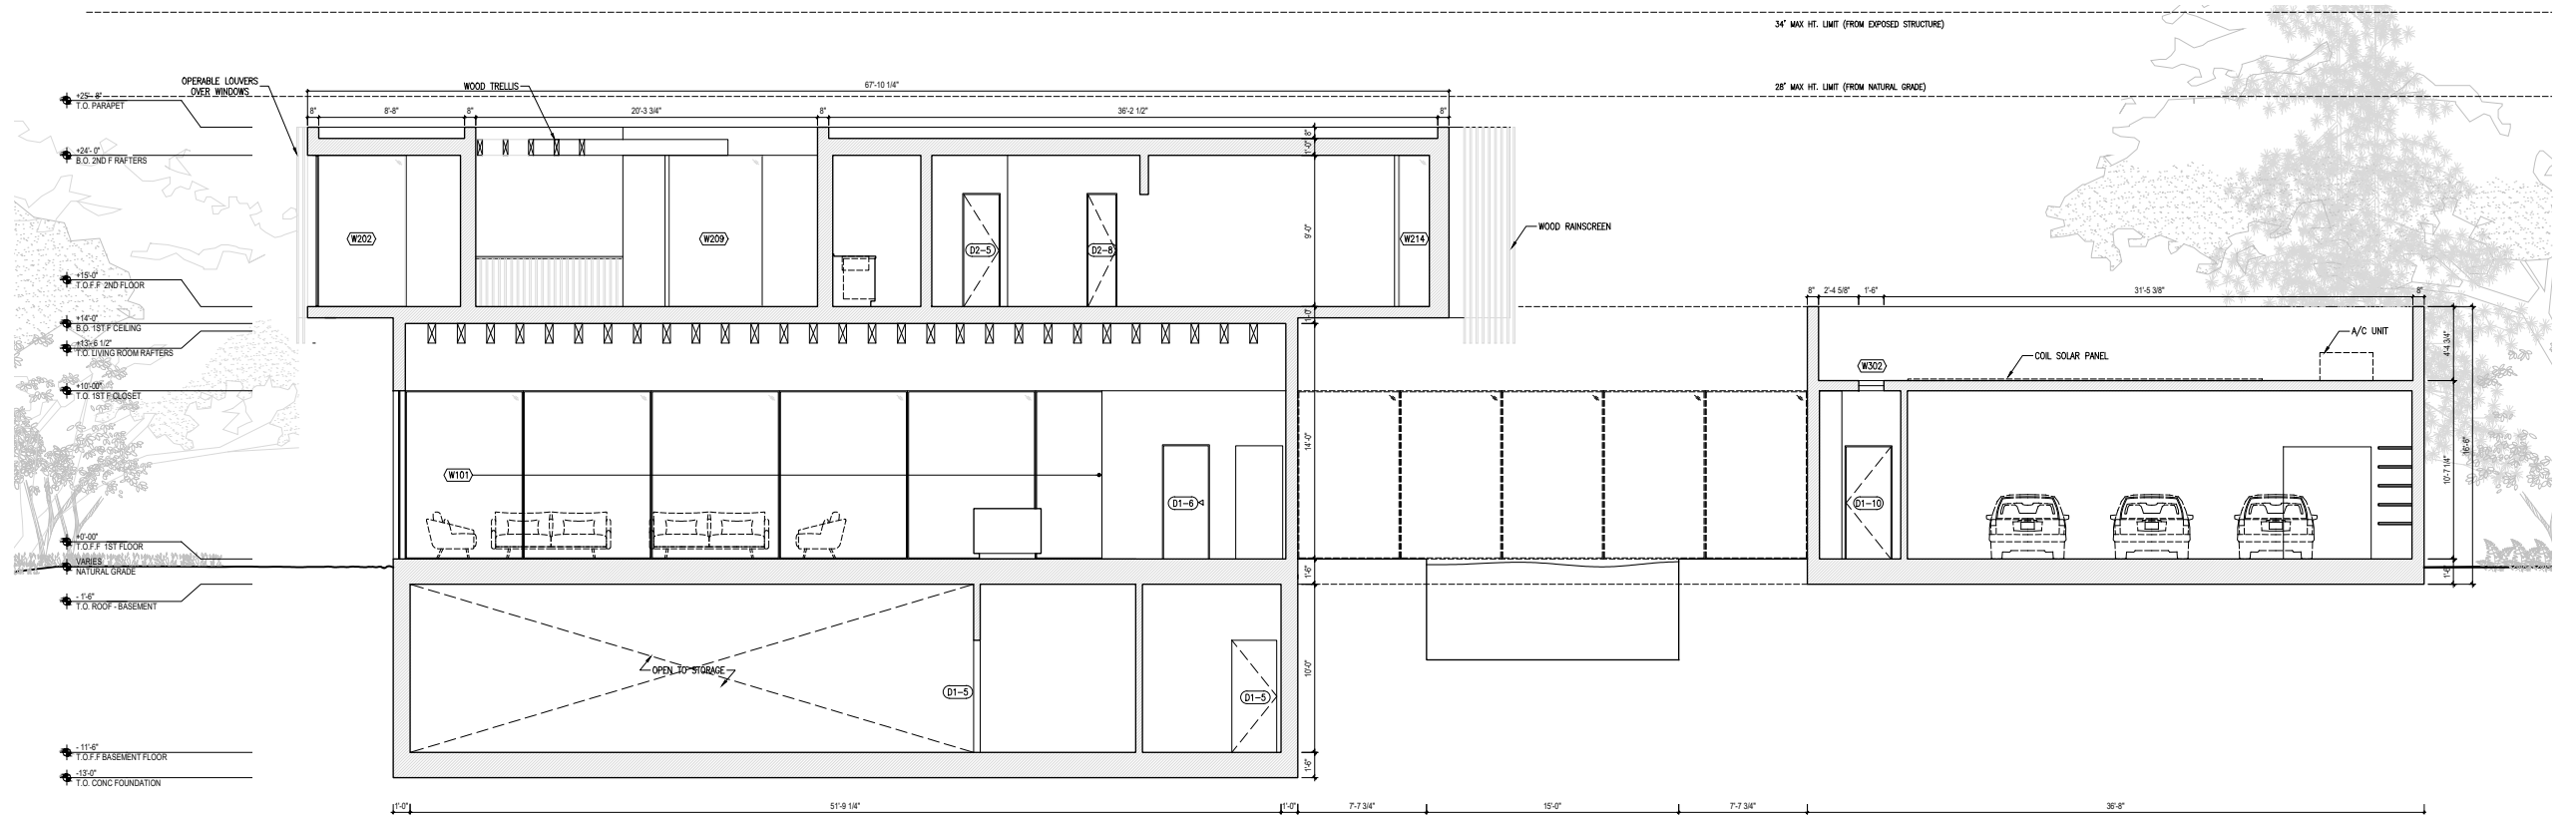 34' MAX HT. LIMIT (FROM EXPOSED STRUCTURE)
OPERABLE LOUVERS
OVER WINDOWS
WOOD TRELLIS
67'-10 1/4"
28' MAX HT. LIMIT (FROM NATURAL GRADE)
+25'- 8"
T.O. PARAPET
8"
8'-8"
8"
20'-3 3/4"
8"
36'-2 1/2"
8"
8"
1'-0"
+24'- 0"
B.O. 2ND F RAFTERS
W202
W209
D2-5
D2-8
9'-0"
W214
WOOD RAINSCREEN
+15'-0"
T.O.F.F 2ND FLOOR
8"
2'-4 5/8"
1'-6"
31'-5 3/8"
8"
1'-0"
+14'-0"
B.O. 1ST F CEILING
+13'-6 1/2"
T.O. LIVING ROOM RAFTERS
A/C UNIT
COIL SOLAR PANEL
W302
4'-4 3/4"
+10'-00"
T.O. 1ST F CLOSET
W101
14'-0"
D1-6
D1-10
10'-7 1/4"
16'-6"
+0'-00"
T.O.F.F 1ST FLOOR
VARIES
NATURAL GRADE
1'-6"
1'-6"
- 1'-6"
T.O. ROOF - BASEMENT
OPEN TO STORAGE
D1-5
D1-5
10'-0"
- 11'-6"
T.O.F.F BASEMENT FLOOR
1'-6"
-13'-0"
T.O. CONC FOUNDATION
1'-0"
51'-9 1/4"
1'-0"
7'-7 3/4"
15'-0"
7'-7 3/4"
36'-8"